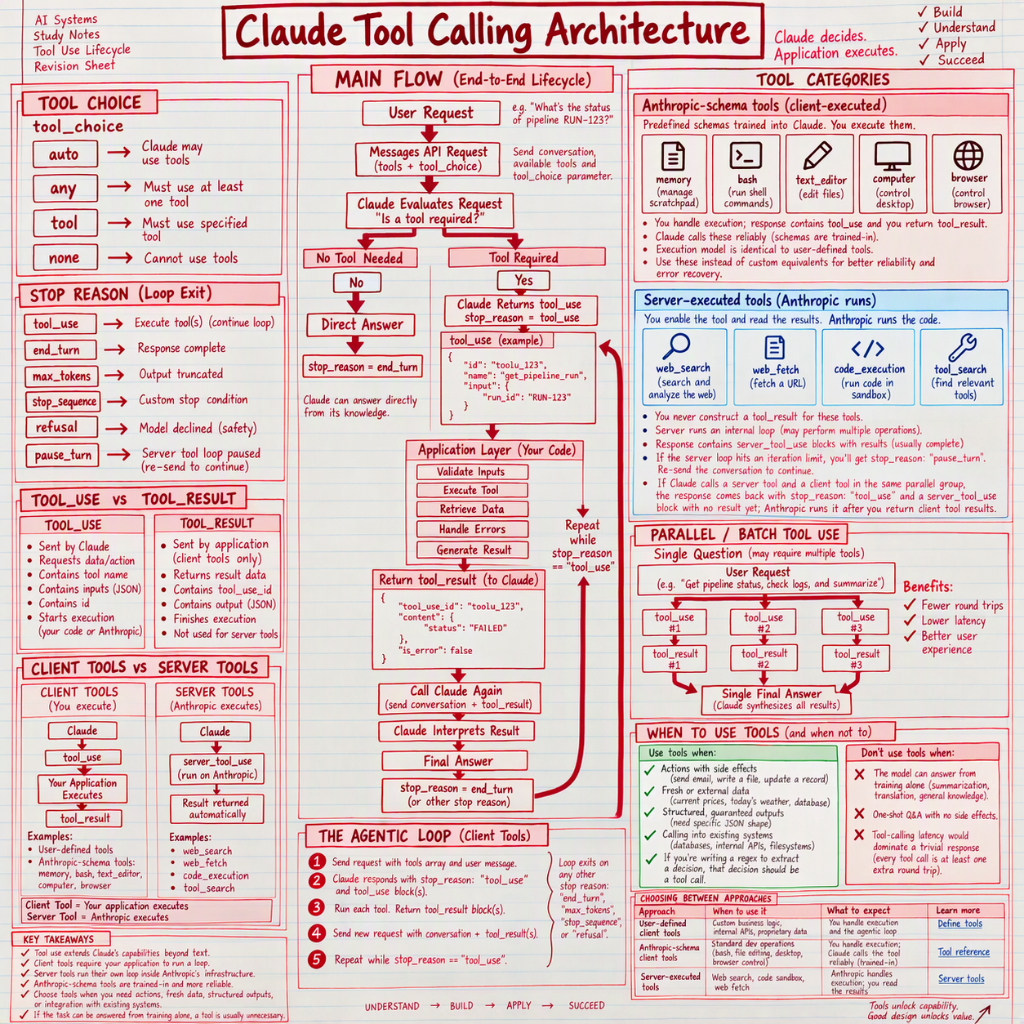 AI Systems
Study Notes
Tool Use Lifecycle
Revision Sheet
Claude Tool Calling Architecture
Claude decides.
Application executes.
✓ Build
✓ Understand
✓ Apply
✓ Succeed
TOOL CHOICE
tool_choice
auto → Claude may
use tools
any → Must use at least
one tool
tool → Must use specified
tool
none → Cannot use tools
STOP REASON (Loop Exit)
tool_use → Execute tool(s) (continue loop)
end_turn → Response complete
max_tokens → Output truncated
stop_sequence → Custom stop condition
refusal → Model declined (safety)
pause_turn → Server tool loop paused
(re-send to continue)
TOOL_USE vs TOOL_RESULT
TOOL_USE
• Sent by Claude
• Requests data/action
• Contains tool name
• Contains inputs (JSON)
• Contains id
• Starts execution
(your code or Anthropic)
TOOL_RESULT
• Sent by application
(client tools only)
• Returns result data
• Contains tool_use_id
• Contains output (JSON)
• Finishes execution
• Not used for server tools
CLIENT TOOLS vs SERVER TOOLS
CLIENT TOOLS
(You execute)
Claude
tool_use
Your Application
Executes
tool_result
Examples:
• User-defined tools
• Anthropic-schema tools:
memory, bash, text_editor,
computer, browser
SERVER TOOLS
(Anthropic executes)
Claude
server_tool_use
(run on Anthropic)
Result returned
automatically
Examples:
• web_search
• web_fetch
• code_execution
• tool_search
Client Tool = Your application executes
Server Tool = Anthropic executes
KEY TAKEAWAYS
✓ Tool use extends Claude's capabilities beyond text.
✓ Client tools require your application to run a loop.
✓ Server tools run their own loop inside Anthropic's infrastructure.
✓ Anthropic-schema tools are trained-in and more reliable.
✓ Choose tools when you need actions, fresh data, structured outputs,
or integration with existing systems.
✓ If the task can be answered from training alone, a tool is usually unnecessary.
MAIN FLOW (End-to-End Lifecycle)
User Request
e.g. "What's the status
of pipeline RUN-123?"
Messages API Request
(tools + tool_choice)
Send conversation,
available tools and
tool_choice parameter.
Claude Evaluates Request
"Is a tool required?"
No Tool Needed
No
Direct Answer
stop_reason = end_turn
Claude can answer directly
from its knowledge.
Tool Required
Yes
Claude Returns tool_use
stop_reason = tool_use
tool_use (example)
{
"id": "toolu_123",
"name": "get_pipeline_run",
"input": {
"run_id": "RUN-123"
}
}
Application Layer (Your Code)
Validate Inputs
Execute Tool
Retrieve Data
Handle Errors
Generate Result
Repeat
while
stop_reason
== "tool_use"
Return tool_result (to Claude)
{
"tool_use_id": "toolu_123",
"content": {
"status": "FAILED"
},
"is_error": false
}
Call Claude Again
(send conversation + tool_result)
Claude Interprets Result
Final Answer
stop_reason = end_turn
(or other stop reason)
THE AGENTIC LOOP (Client Tools)
1 Send request with tools array and user message.
2 Claude responds with stop_reason: "tool_use"
and tool_use block(s).
3 Run each tool. Return tool_result block(s).
4 Send new request with conversation + tool_result(s).
5 Repeat while stop_reason == "tool_use".
Loop exits on
any other
stop reason:
"end_turn",
"max_tokens",
"stop_sequence",
or "refusal".
UNDERSTAND → BUILD → APPLY → SUCCEED
TOOL CATEGORIES
Anthropic-schema tools (client-executed)
Predefined schemas trained into Claude. You execute them.
memory
(manage
scratchpad)
bash
(run shell
commands)
text_editor
(edit files)
computer
(control
desktop)
browser
(control
browser)
• You handle execution; response contains tool_use and you return tool_result.
• Claude calls these reliably (schemas are trained-in).
• Execution model is identical to user-defined tools.
• Use these instead of custom equivalents for better reliability and
error recovery.
Server-executed tools (Anthropic runs)
You enable the tool and read the results. Anthropic runs the code.
web_search
(search and
analyze the web)
web_fetch
(fetch a URL)
</>
code_execution
(run code in
sandbox)
tool_search
(find relevant
tools)
• You never construct a tool_result for these tools.
• Server runs an internal loop (may perform multiple operations).
• Response contains server_tool_use blocks with results (usually complete)
• If the server loop hits an iteration limit, you'll get stop_reason: "pause_turn".
Re-send the conversation to continue.
• If Claude calls a server tool and a client tool in the same parallel group,
the response comes back with stop_reason: "tool_use" and a server_tool_use
block with no result yet; Anthropic runs it after you return client tool results.
PARALLEL / BATCH TOOL USE
Single Question (may require multiple tools)
User Request
(e.g. "Get pipeline status, check logs, and summarize")
tool_use
#1
tool_use
#2
tool_use
#3
tool_result
#1
tool_result
#2
tool_result
#3
Single Final Answer
(Claude synthesizes all results)
Benefits:
✓ Fewer round trips
✓ Lower latency
✓ Better user
experience
WHEN TO USE TOOLS (and when not to)
Use tools when:
✓ Actions with side effects
(send email, write a file, update a record)
✓ Fresh or external data
(current prices, today's weather, database)
✓ Structured, guaranteed outputs
(need specific JSON shape)
✓ Calling into existing systems
(databases, internal APIs, filesystems)
✓ If you're writing a regex to extract
a decision, that decision should be
a tool call.
Don't use tools when:
✗ The model can answer from
training alone (summarization,
translation, general knowledge).
✗ One-shot Q&A with no side effects.
✗ Tool-calling latency would
dominate a trivial response
(every tool call is at least one
extra round trip).
CHOOSING BETWEEN APPROACHES
Approach When to use it What to expect Learn more
User-defined
client tools
Custom business logic,
internal APIs, proprietary data
You handle execution
and the agentic loop
Define tools
Anthropic-schema
client tools
Standard dev operations
(bash, file editing, desktop,
browser control)
You handle execution;
Claude calls the tool
reliably (trained-in)
Tool reference
Server-executed
tools
Web search, code sandbox,
web fetch
Anthropic handles
execution; you read
the results
Server tools
Tools unlock capability.
Good design unlocks value.